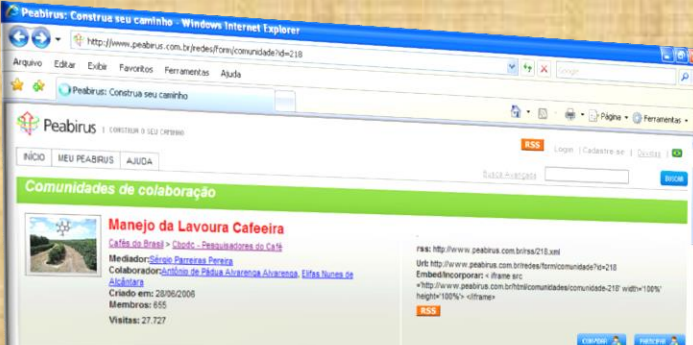 Peabirus: Construa seu caminho - Windows Internet Explorer
http://www.peabirus.com.br/redes/form/comunidade?id=218
Google
Arquivo Editar Exibir Favoritos Ferramentas Ajuda
Peabirus: Construa seu caminho
Página Ferramentas
Peabirus | CONSTRUA O SEU CAMINHO
RSS Login | Cadastre-se |
INÍCIO MEU PEABIRUS AJUDA
Busca Avançada BUSCAR
Comunidades de colaboração
Manejo da Lavoura Cafeeira
Cafés do Brasil > Cbpdc - Pesquisadores do Café
Mediador:Sérgio Parreiras Pereira
Colaborador:Antônio de Pádua Alvarenga Alvarenga, Elifas Nunes de
Alcântara
Criado em: 28/06/2006
Membros: 655
Visitas: 27.727
rss: http://www.peabirus.com.br/rss/218.xml
Url: http://www.peabirus.com.br/redes/form/comunidade?id=218
Embed/Incorporar: < iframe src
='http://www.peabirus.com.br/html/comunidades/comunidade-218' width='100%'
height='100%'> </iframe>
RSS
CONVIDAR PARTICIPAR